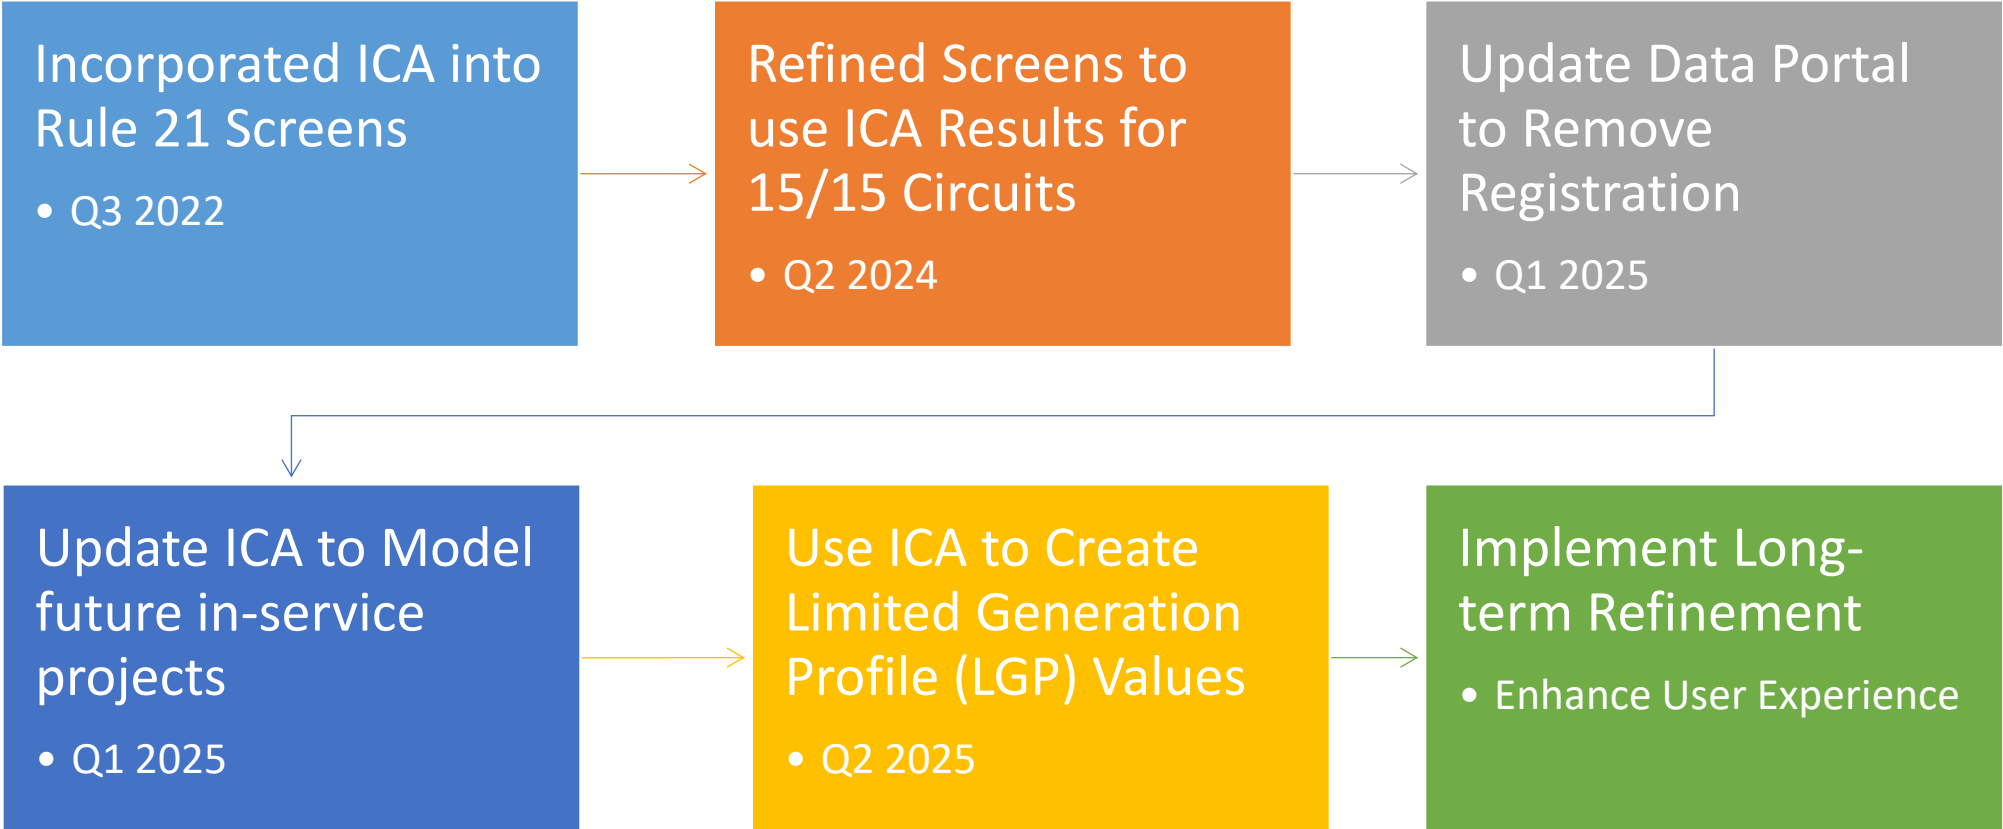 Incorporated ICA into
Rule 21 Screens
• Q3 2022
Refined Screens to
use ICA Results for
15/15 Circuits
• Q2 2024
Update Data Portal
to Remove
Registration
• Q1 2025
Update ICA to Model
future in-service
projects
• Q1 2025
Use ICA to Create
Limited Generation
Profile (LGP) Values
• Q2 2025
Implement Long-
term Refinement
• Enhance User Experience